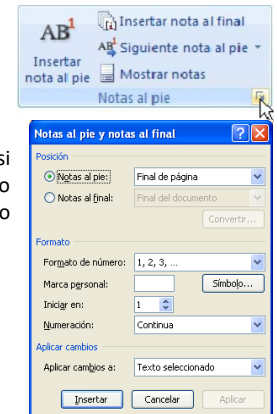 AB¹
Insertar
nota al pie
Insertar nota al final
AB¹ Siguiente nota al pie
Mostrar notas
Notas al pie
si
o
o
Notas al pie y notas al final
Posición
Notas al pie: Final de página
Notas al final: Final del documento
Convertir...
Formato
Formato de número: 1, 2, 3, ...
Marca personal: Símbolo...
Iniciar en: 1
Numeración: Continua
Aplicar cambios
Aplicar cambios a: Texto seleccionado
Insertar Cancelar Aplicar